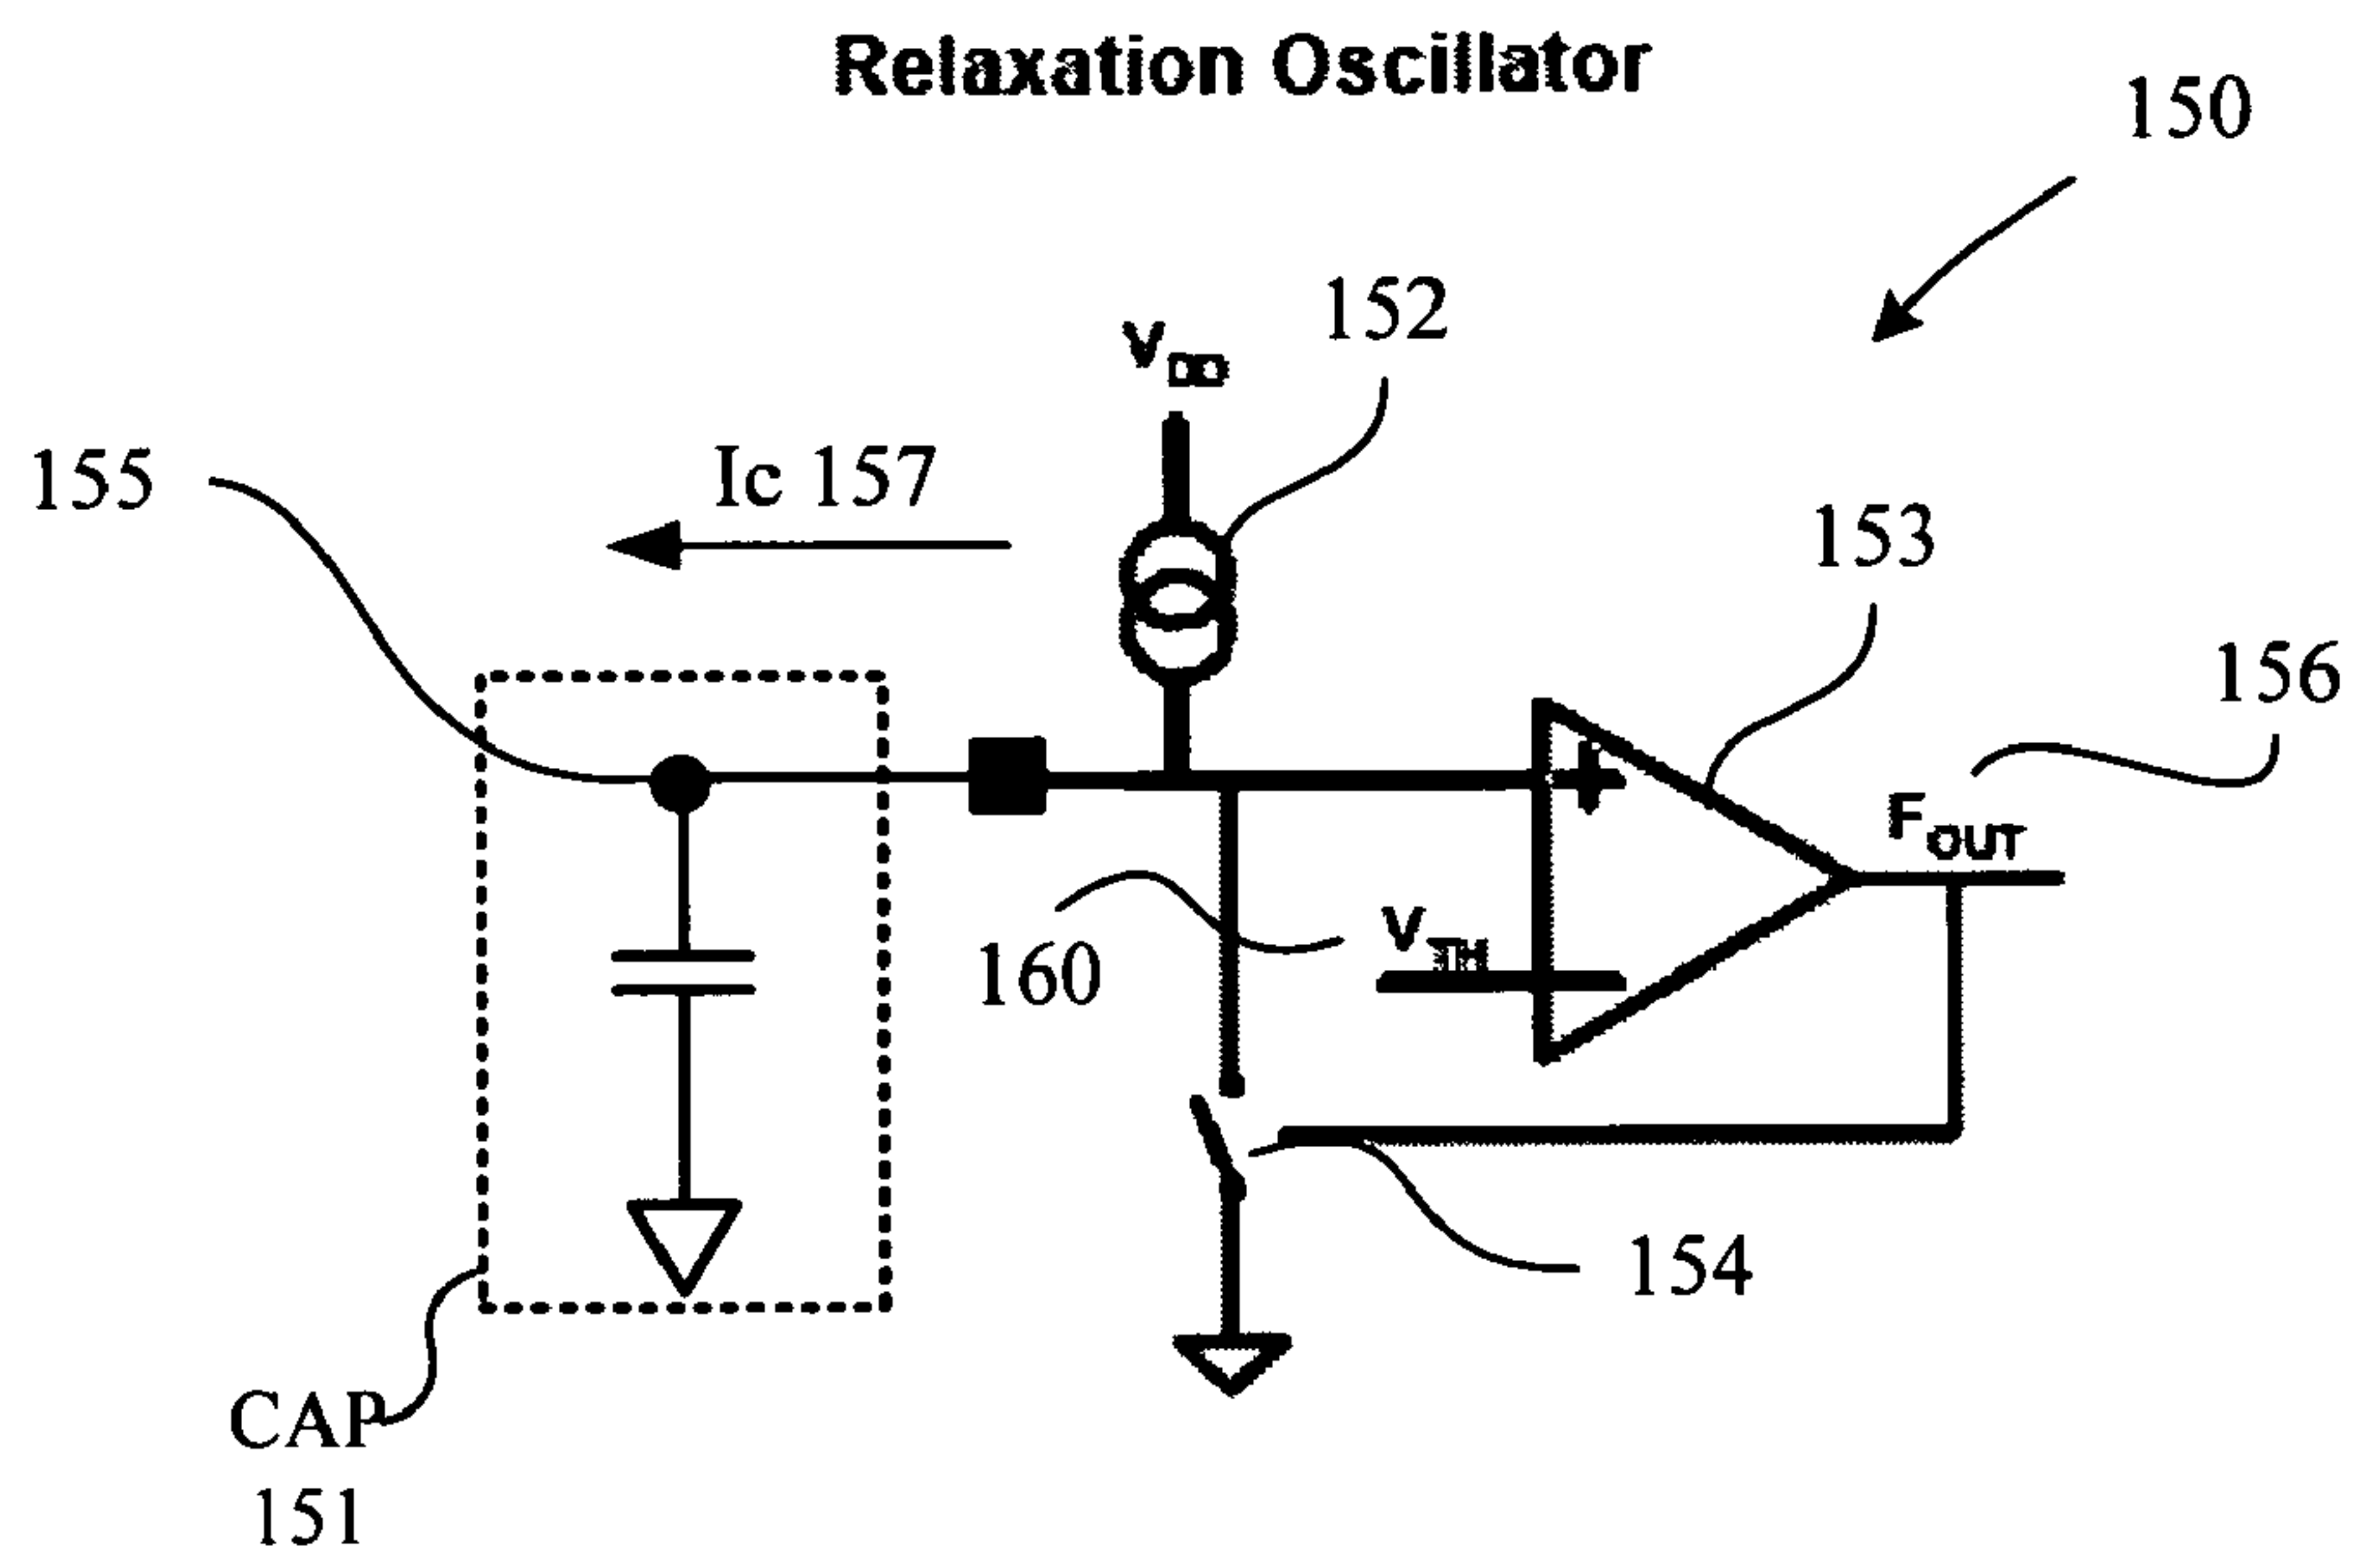 Relaxation Oscillator
150
152
VDD
155
Ic 157
153
156
FOUT
160
VTH
+
154
CAP
151